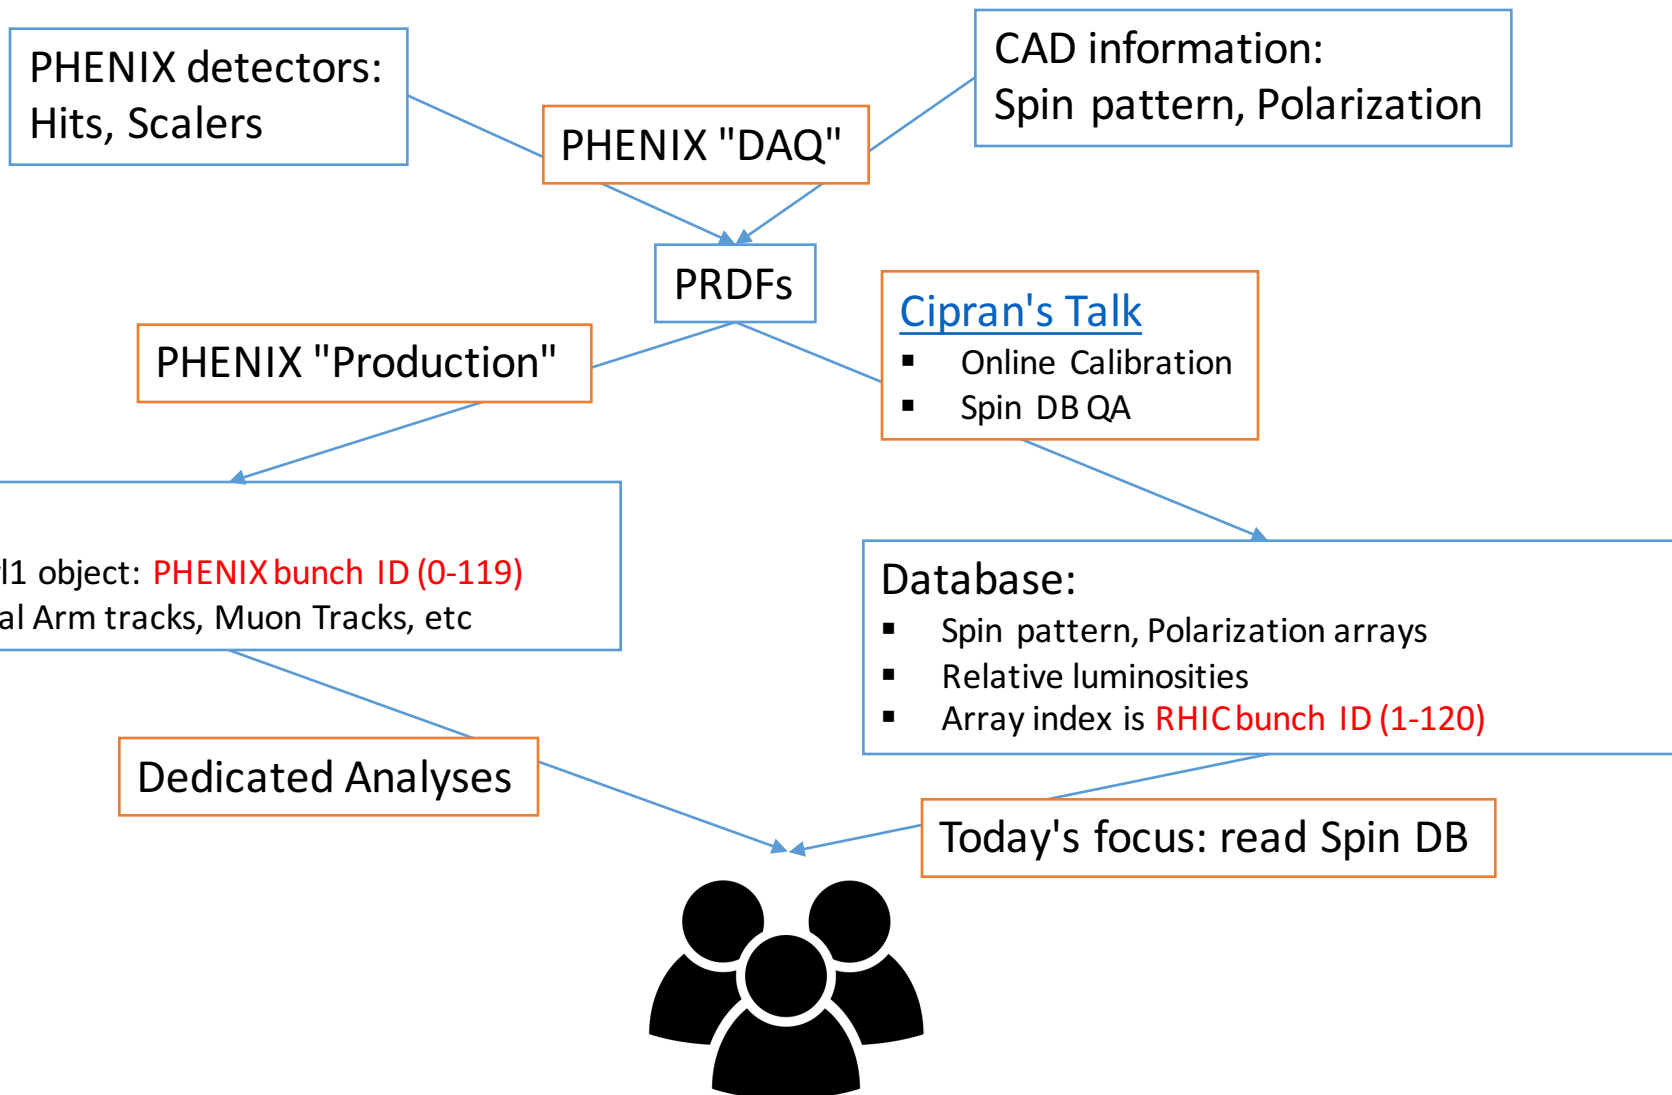 PHENIX detectors:
Hits, Scalers
CAD information:
Spin pattern, Polarization
PHENIX "DAQ"
PRDFs
Cipran's Talk
▪ Online Calibration
▪ Spin DB QA
PHENIX "Production"
object: PHENIX bunch ID (0-119)
Arm tracks, Muon Tracks, etc
Database:
▪ Spin pattern, Polarization arrays
▪ Relative luminosities
▪ Array index is RHIC bunch ID (1-120)
Dedicated Analyses
Today's focus: read Spin DB